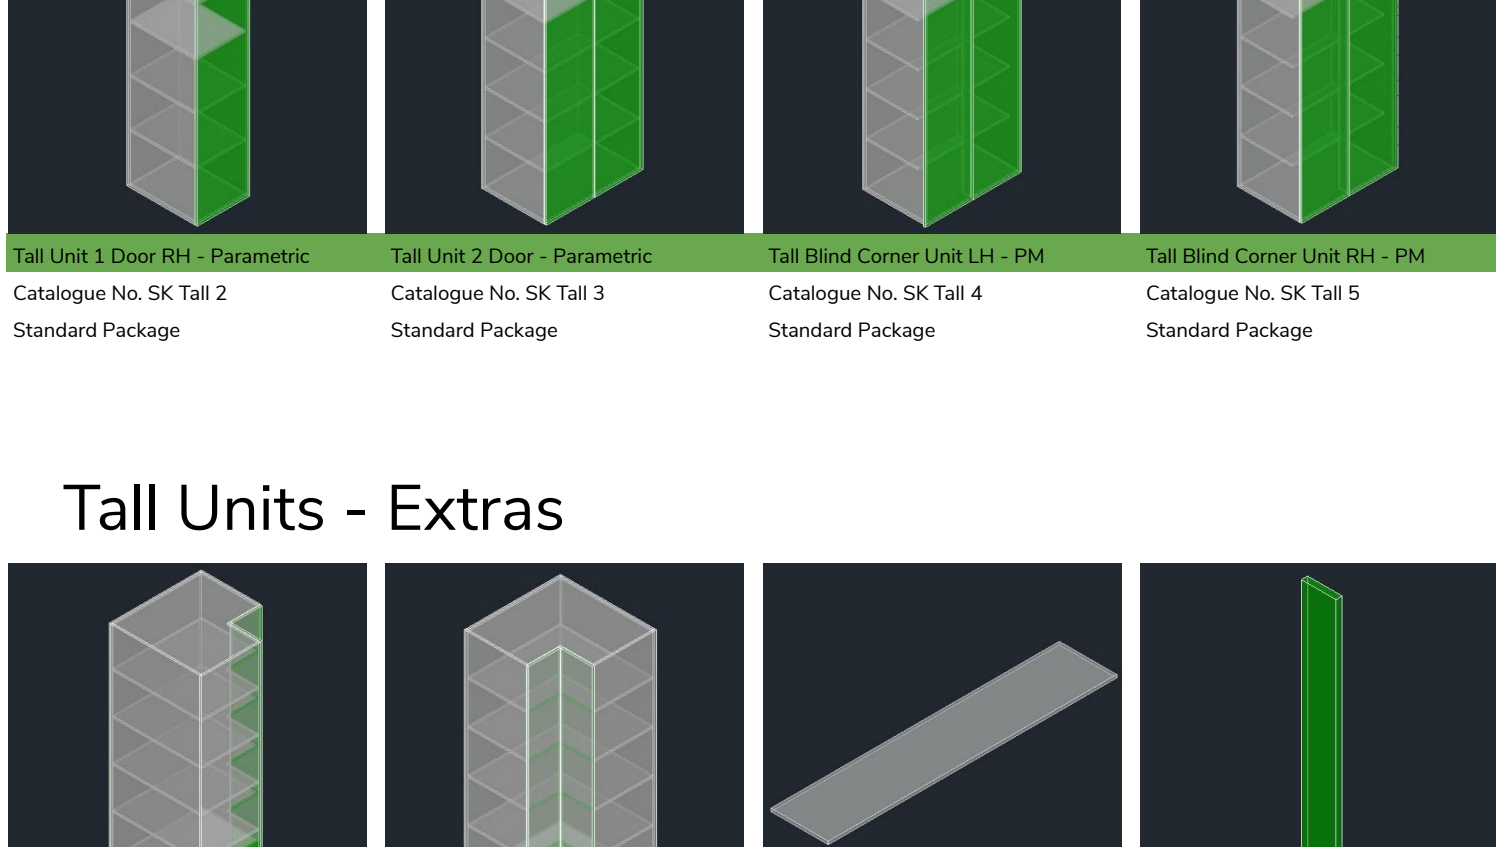 Tall Unit 1 Door RH - Parametric
Catalogue No. SK Tall 2
Standard Package
Tall Unit 2 Door - Parametric
Catalogue No. SK Tall 3
Standard Package
Tall Blind Corner Unit LH - PM
Catalogue No. SK Tall 4
Standard Package
Tall Blind Corner Unit RH - PM
Catalogue No. SK Tall 5
Standard Package
Tall Units - Extras